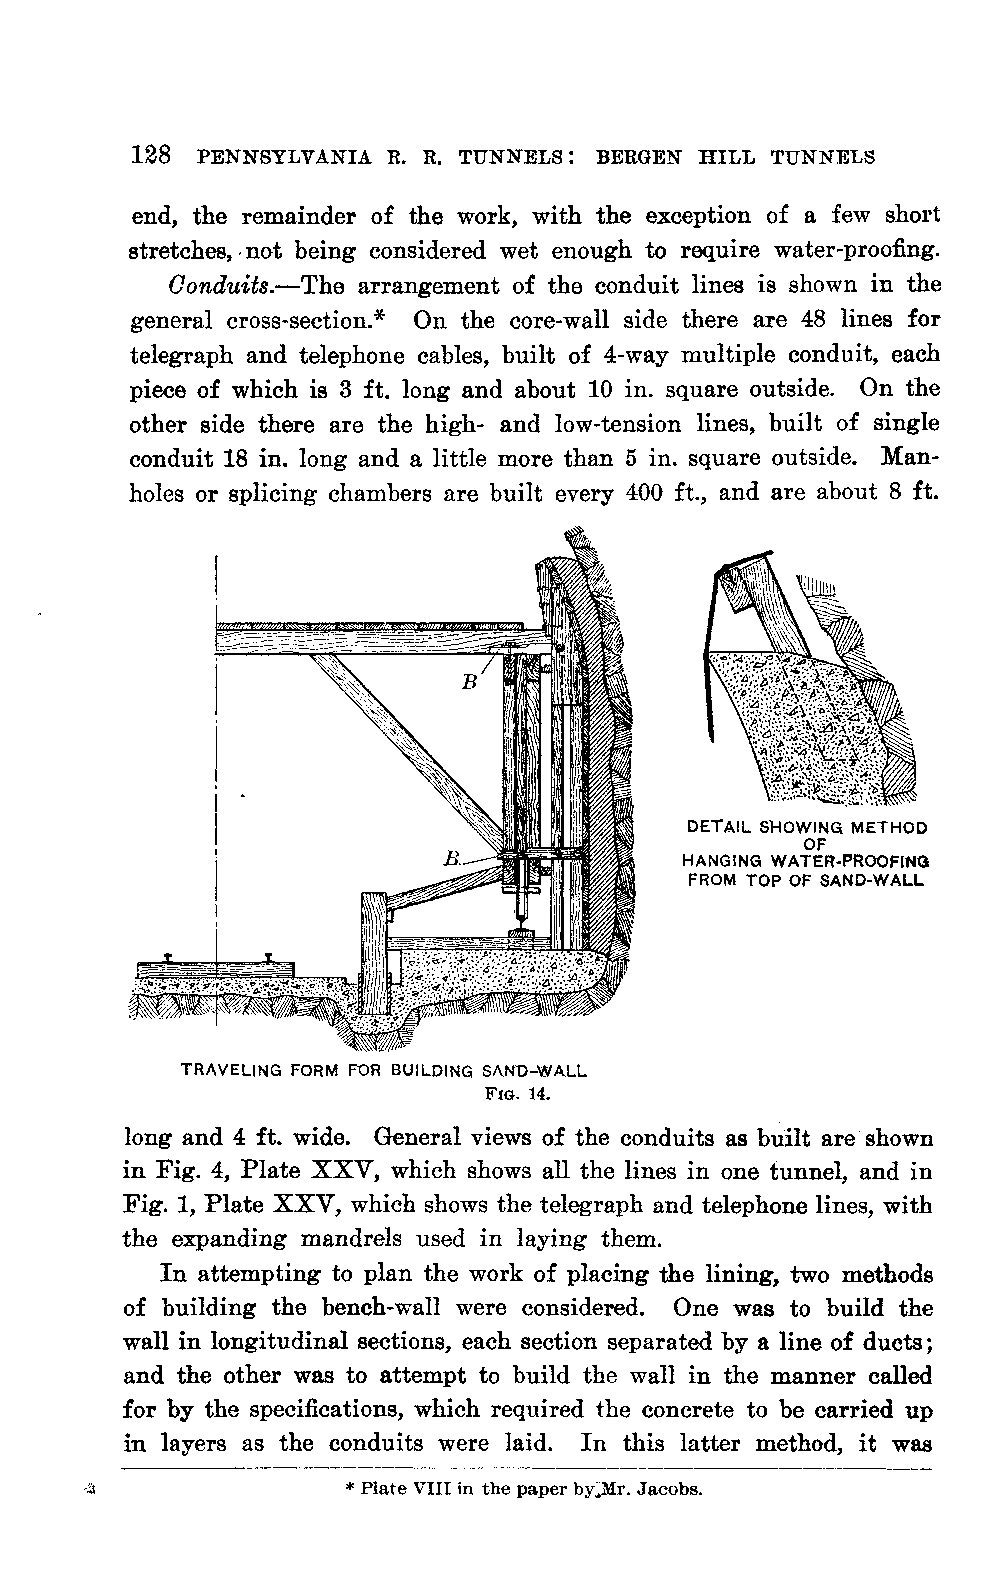 128 PENNSYLVANIA R. R. TUNNELS: BERGEN HILL TUNNELS
end, the remainder of the work, with the exception of a few short
stretches, not being considered wet enough to require water-proofing.
Conduits.—The arrangement of the conduit lines is shown in the
general cross-section.* On the core-wall side there are 48 lines for
telegraph and telephone cables, built of 4-way multiple conduit, each
piece of which is 3 ft. long and about 10 in. square outside. On the
other side there are the high- and low-tension lines, built of single
conduit 18 in. long and a little more than 5 in. square outside. Man-
holes or splicing chambers are built every 400 ft., and are about 8 ft.
B
B
DETAIL SHOWING METHOD
OF
HANGING WATER-PROOFING
FROM TOP OF SAND-WALL
TRAVELING FORM FOR BUILDING SAND-WALL
FIG. 14.
long and 4 ft. wide. General views of the conduits as built are shown
in Fig. 4, Plate XXV, which shows all the lines in one tunnel, and in
Fig. 1, Plate XXV, which shows the telegraph and telephone lines, with
the expanding mandrels used in laying them.
In attempting to plan the work of placing the lining, two methods
of building the bench-wall were considered. One was to build the
wall in longitudinal sections, each section separated by a line of ducts;
and the other was to attempt to build the wall in the manner called
for by the specifications, which required the concrete to be carried up
in layers as the conduits were laid. In this latter method, it was
* Plate VIII in the paper by Mr. Jacobs.